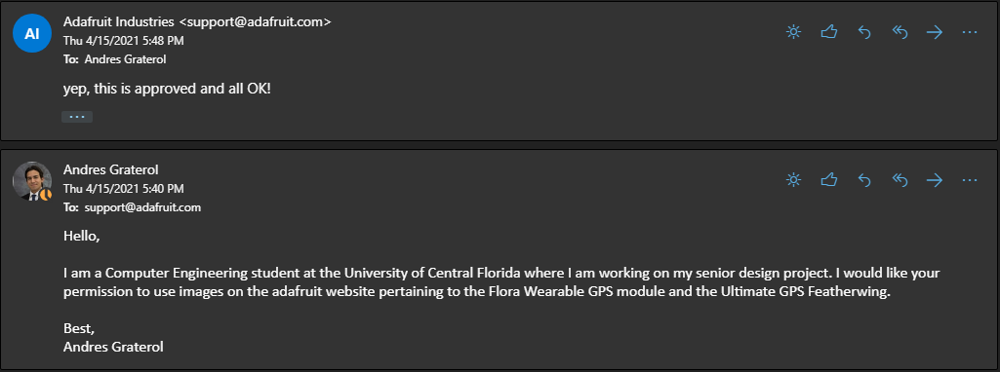 AI
Adafruit Industries <support@adafruit.com>
Thu 4/15/2021 5:48 PM
To: Andres Graterol
yep, this is approved and all OK!
...
Andres Graterol
Thu 4/15/2021 5:40 PM
To: support@adafruit.com
Hello,
I am a Computer Engineering student at the University of Central Florida where I am working on my senior design project. I would like your
permission to use images on the adafruit website pertaining to the Flora Wearable GPS module and the Ultimate GPS Featherwing.
Best,
Andres Graterol